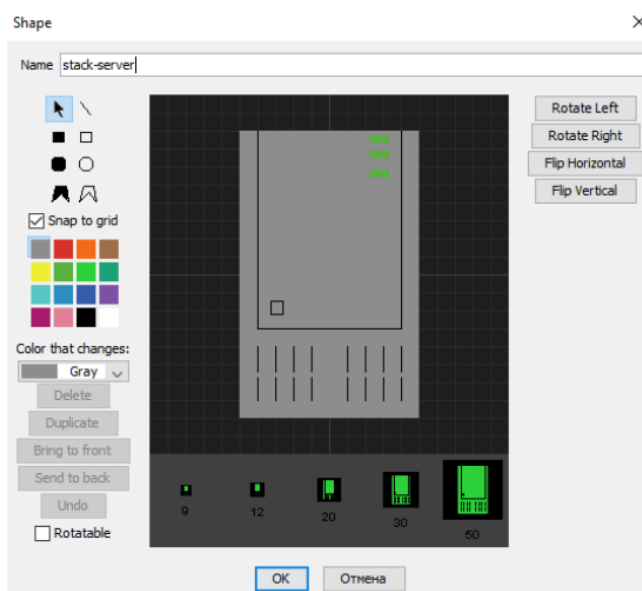 Shape
Name stack-server
Rotate Left
Rotate Right
Flip Horizontal
Flip Vertical
Snap to grid
Color that changes:
Gray
Delete
Duplicate
Bring to front
Send to back
Undo
Rotatable
9 12 20 30 50
OK Отмена